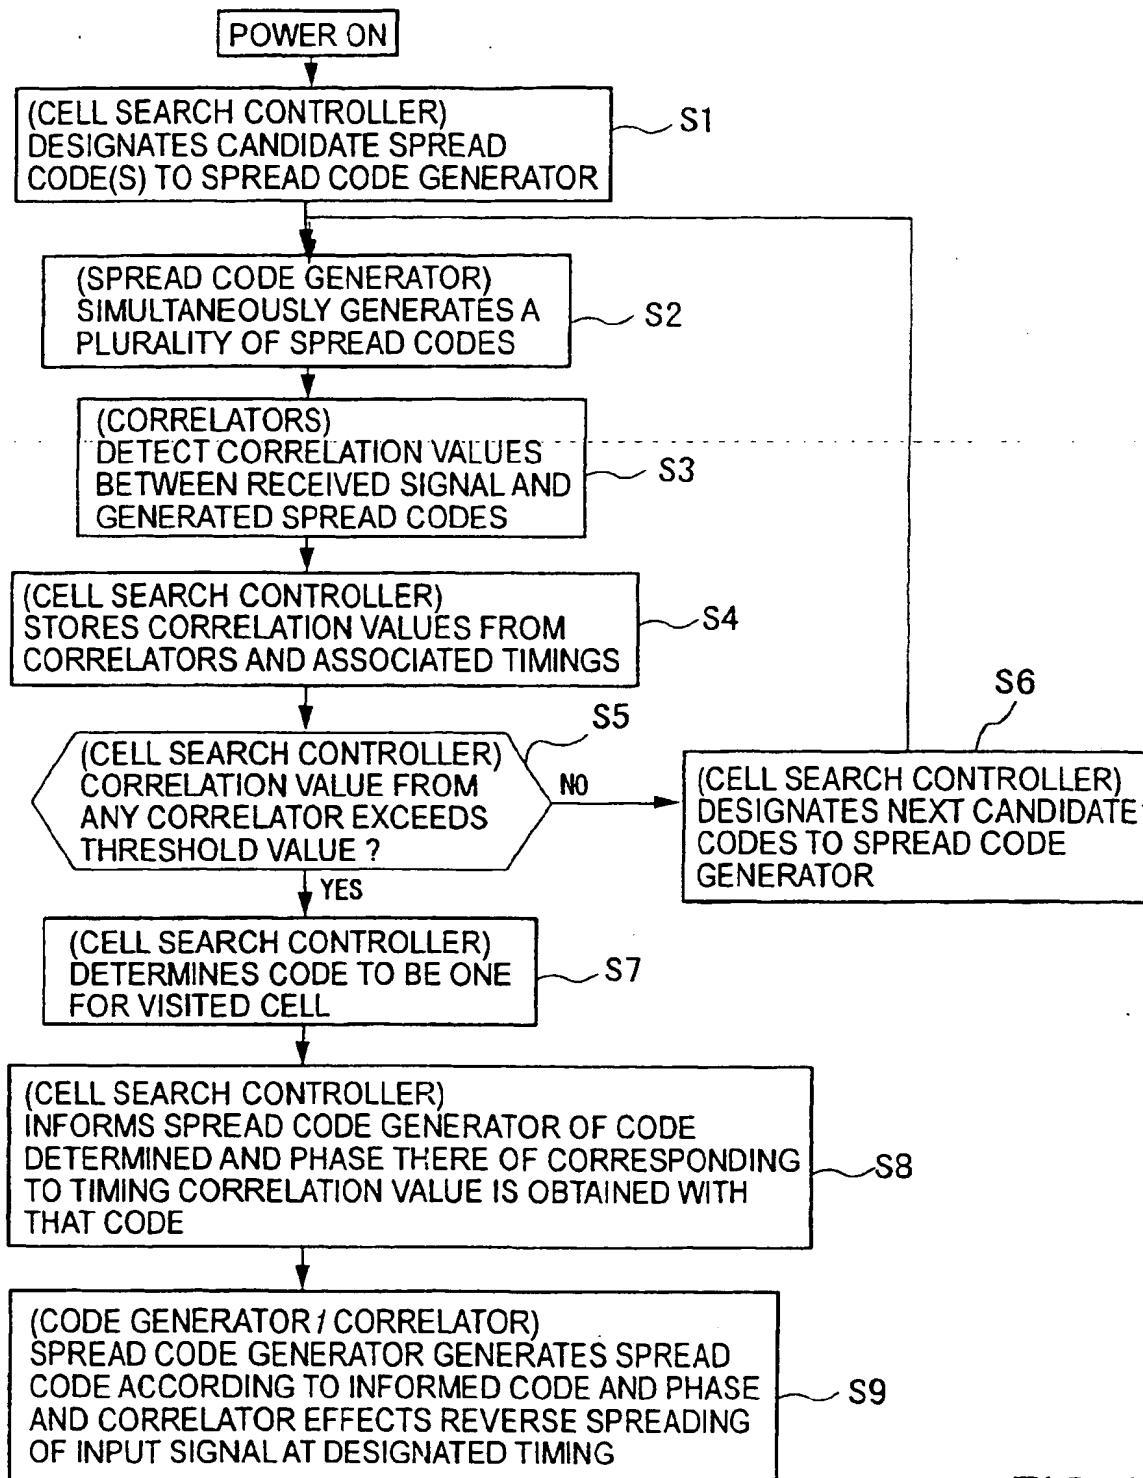 POWER ON
(CELL SEARCH CONTROLLER)
DESIGNATES CANDIDATE SPREAD
CODE(S) TO SPREAD CODE GENERATOR
S1
(SPREAD CODE GENERATOR)
SIMULTANEOUSLY GENERATES A
PLURALITY OF SPREAD CODES
S2
(CORRELATORS)
DETECT CORRELATION VALUES
BETWEEN RECEIVED SIGNAL AND
GENERATED SPREAD CODES
S3
(CELL SEARCH CONTROLLER)
STORES CORRELATION VALUES FROM
CORRELATORS AND ASSOCIATED TIMINGS
S4
(CELL SEARCH CONTROLLER)
CORRELATION VALUE FROM
ANY CORRELATOR EXCEEDS
THRESHOLD VALUE ?
S5
NO
YES
S6
(CELL SEARCH CONTROLLER)
DESIGNATES NEXT CANDIDATE
CODES TO SPREAD CODE
GENERATOR
(CELL SEARCH CONTROLLER)
DETERMINES CODE TO BE ONE
FOR VISITED CELL
S7
(CELL SEARCH CONTROLLER)
INFORMS SPREAD CODE GENERATOR OF CODE
DETERMINED AND PHASE THERE OF CORRESPONDING
TO TIMING CORRELATION VALUE IS OBTAINED WITH
THAT CODE
S8
(CODE GENERATOR / CORRELATOR)
SPREAD CODE GENERATOR GENERATES SPREAD
CODE ACCORDING TO INFORMED CODE AND PHASE
AND CORRELATOR EFFECTS REVERSE SPREADING
OF INPUT SIGNAL AT DESIGNATED TIMING
S9